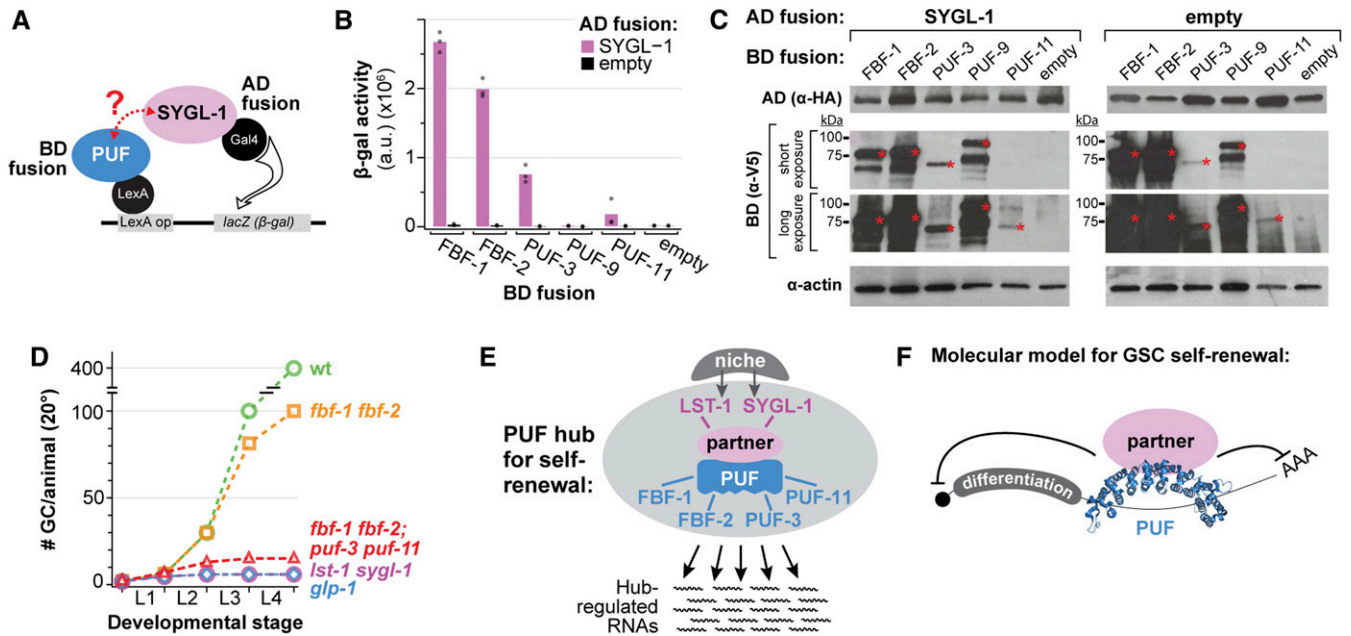 A
?
SYGL-1
AD
fusion
BD
fusion
PUF
Gal4
LexA
LexA op
lacZ (β-gal)
B
AD fusion:
SYGL−1
empty
β-gal activity
(a.u.) (x10⁶)
2
1
0
FBF-1
FBF-2
PUF-3
PUF-9
PUF-11
empty
BD fusion
C
AD fusion:
SYGL-1
empty
BD fusion:
FBF-1
FBF-2
PUF-3
PUF-9
PUF-11
empty
FBF-1
FBF-2
PUF-3
PUF-9
PUF-11
empty
AD (α-HA)
kDa
kDa
BD (α-V5)
short
exposure
100
75
* * * *
100
75
* * * *
long
exposure
100
75
* * * * *
100
75
* * * * *
α-actin
D
# GC/animal (20°)
400
100
50
0
wt
fbf-1 fbf-2
fbf-1 fbf-2;
puf-3 puf-11
lst-1 sygl-1
glp-1
L1 L2 L3 L4
Developmental stage
E
niche
LST-1 SYGL-1
PUF hub
for self-
renewal:
partner
PUF
FBF-1
FBF-2
PUF-3
PUF-11
Hub-
regulated
RNAs
F Molecular model for GSC self-renewal:
partner
differentiation
PUF
AAA